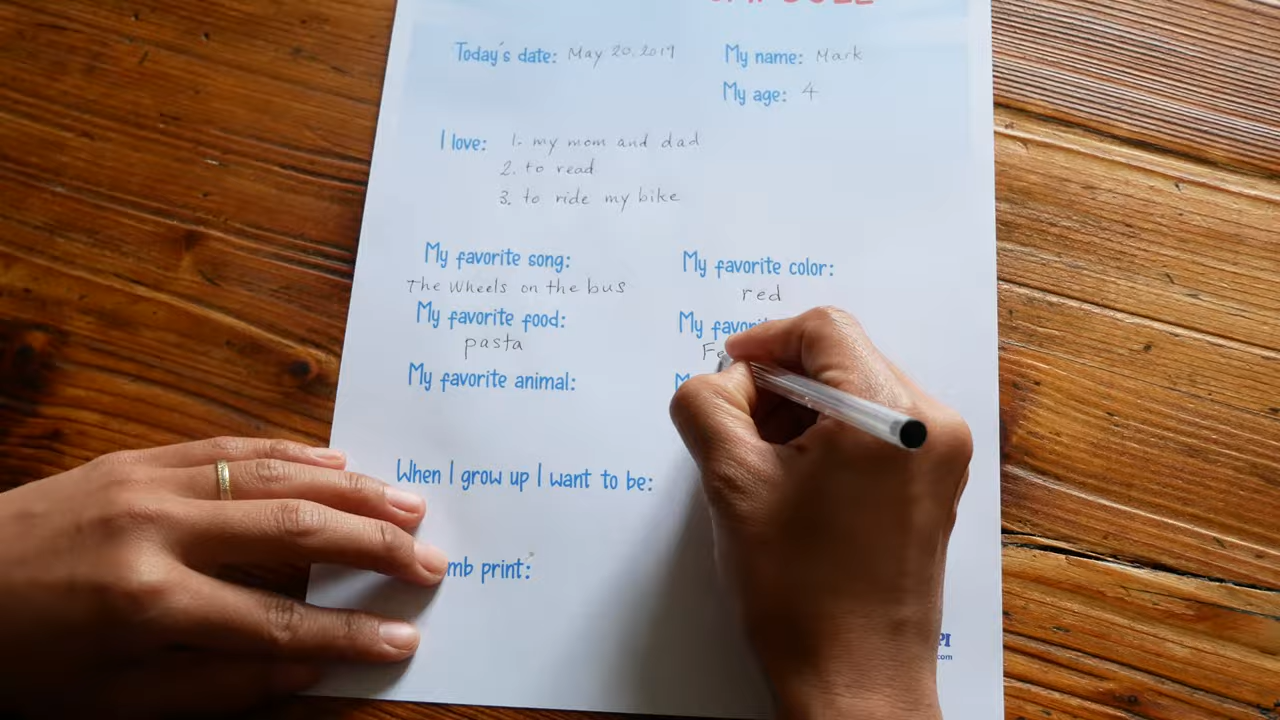 Today's date: May 20, 2019 My name: Mark
My age: 4
I love: 1. my mom and dad
2. to read
3. to ride my bike
My favorite song: My favorite color:
The Wheels on the bus red
My favorite food: My
pasta
My favorite animal:
When I grow up I want to be:
print: